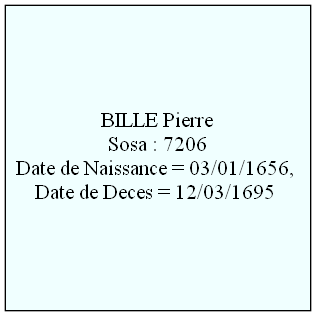 BILLE Pierre
Sosa : 7206
Date de Naissance = 03/01/1656,
Date de Deces = 12/03/1695